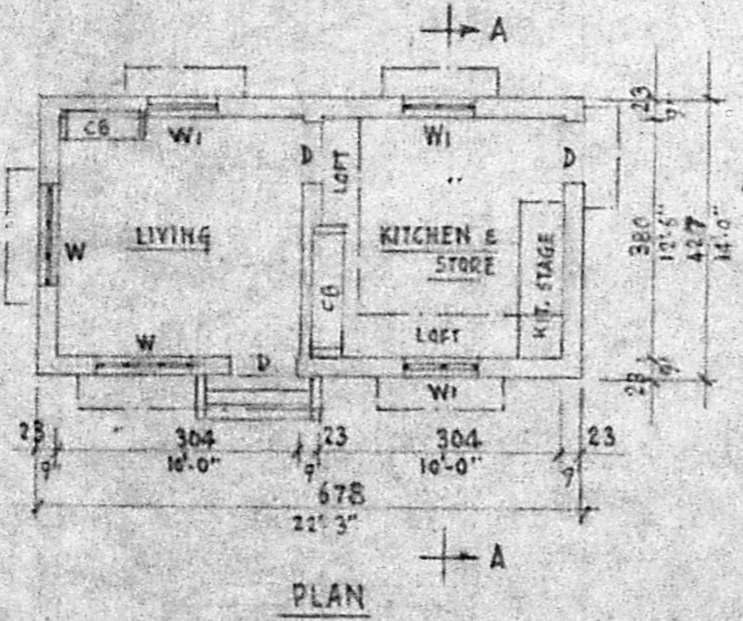 A
CB
W1
W1
D
LOFT
D
23
9"
LIVING
KITCHEN &
STORE
W
CB
KIT. STAGE
380
12'-6"
427
14'-0"
W
D
LOFT
W1
23
9"
23
304
23
304
23
9"
10'-0"
9"
10'-0"
9"
678
22'-3"
A
PLAN